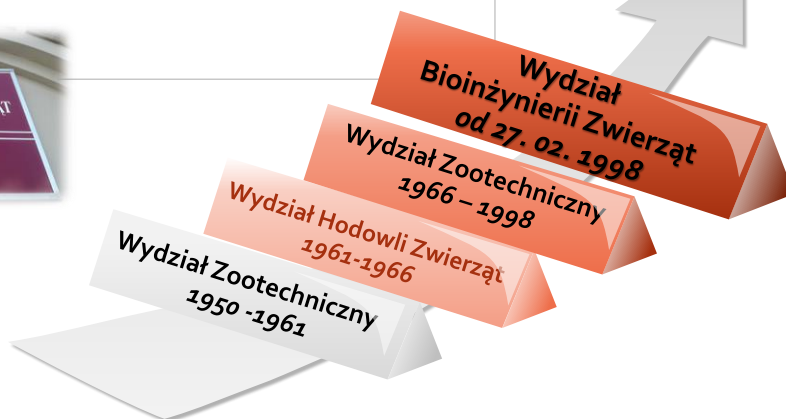 Wydział
Bioinżynierii Zwierząt
od 27. 02. 1998
Wydział Zootechniczny
1966 – 1998
Wydział Hodowli Zwierząt
1961-1966
Wydział Zootechniczny
1950 -1961